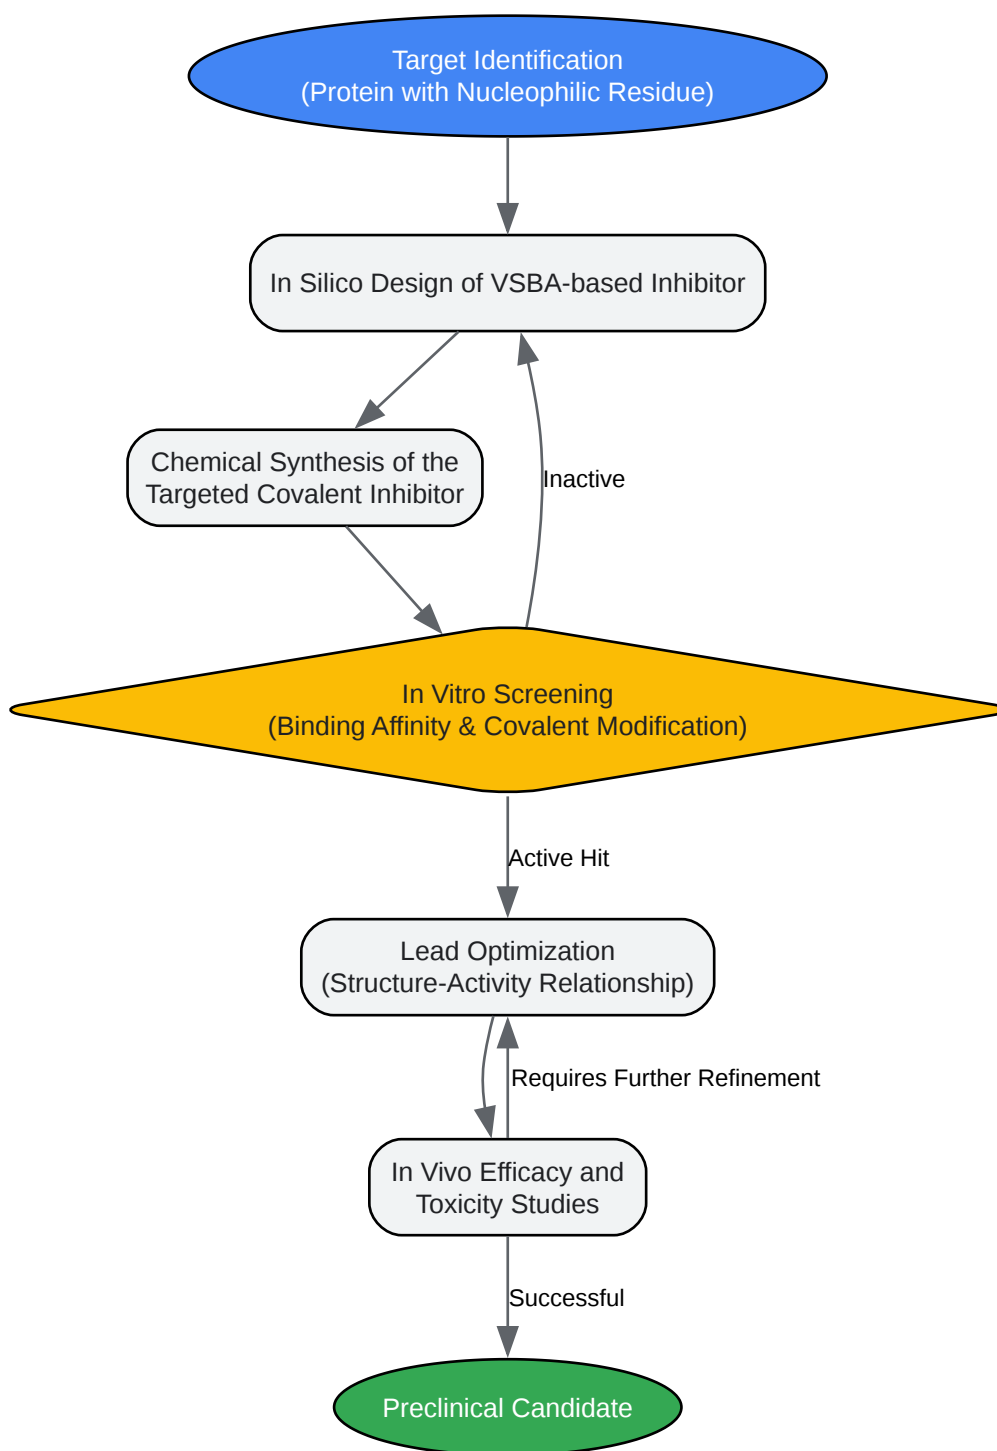 Target Identification
(Protein with Nucleophilic Residue)
In Silico Design of VSBA-based Inhibitor
Chemical Synthesis of the
Targeted Covalent Inhibitor
Inactive
In Vitro Screening
(Binding Affinity & Covalent Modification)
Active Hit
Lead Optimization
(Structure-Activity Relationship)
Requires Further Refinement
In Vivo Efficacy and
Toxicity Studies
Successful
Preclinical Candidate